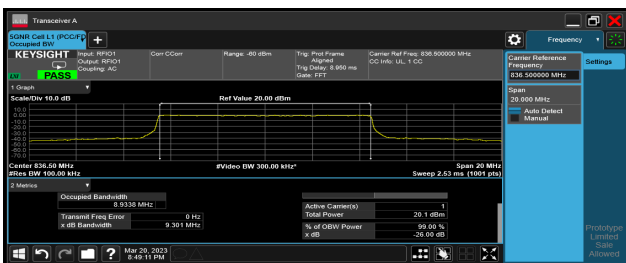 Transceiver A
5GNR Cell L1 (PCC/FP
Occupied BW
Frequency
KEYSIGHT
Input: RFIO1
Output: RFIO1
Coupling: AC
Corr CCorr
Range: -60 dBm
Trig: Prot Frame
Aligned
Trig Delay: 8.950 ms
Gate: FFT
Carrier Ref Freq: 836.500000 MHz
CC Info: UL, 1 CC
PASS
Carrier Reference
Frequency
836.500000 MHz
Settings
Span
20.000 MHz
Auto Detect
Manual
1 Graph
Scale/Div 10.0 dB
Ref Value 20.00 dBm
10.0
0.00
-10.0
-20.0
-30.0
-40.0
-50.0
-60.0
-70.0
Center 836.50 MHz
#Video BW 300.00 kHz*
Span 20 MHz
#Res BW 100.00 kHz
Sweep 2.53 ms (1001 pts)
2 Metrics
Occupied Bandwidth
8.9338 MHz
Transmit Freq Error
0 Hz
x dB Bandwidth
9.301 MHz
Active Carrier(s)
1
Total Power
20.1 dBm
% of OBW Power
99.00 %
x dB
-26.00 dB
Prototype
Limited
Sale
Allowed
?
Mar 20, 2023
8:49:11 PM